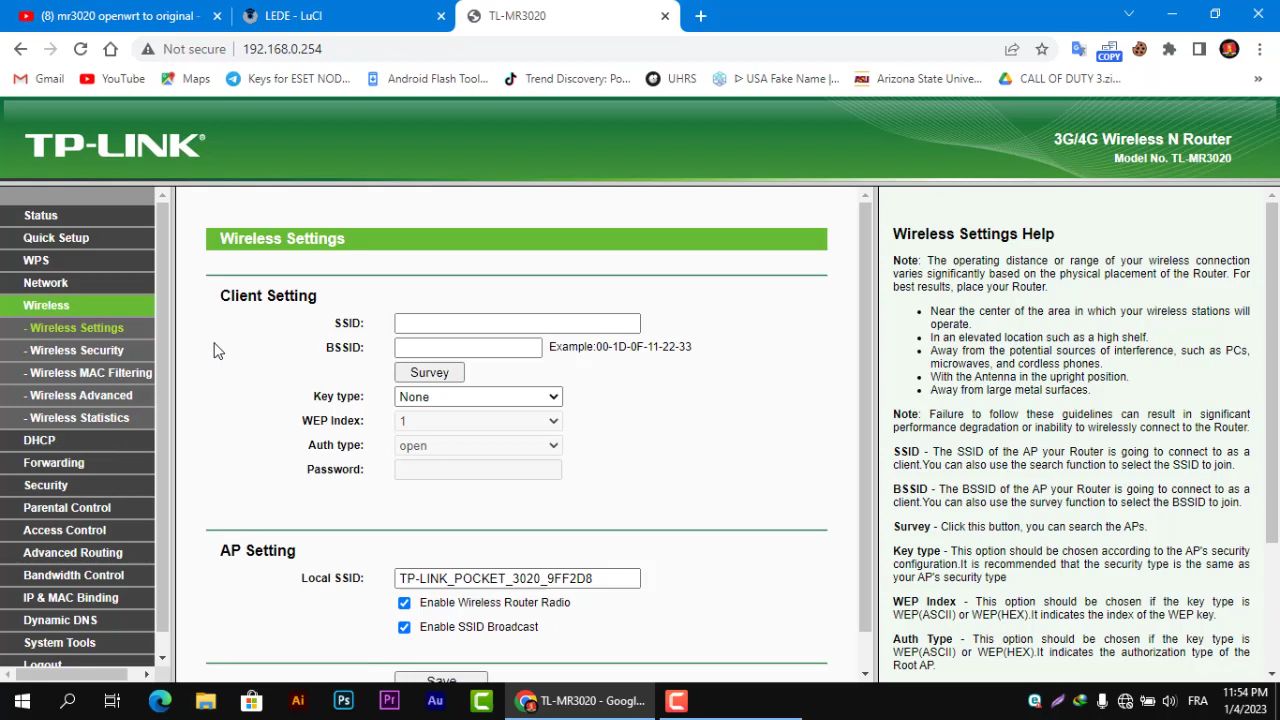 (8) mr3020 openwrt to original -
LEDE - LuCI
TL-MR3020
Not secure
192.168.0.254
COPY
Gmail
YouTube
Maps
Keys for ESET NOD...
Android Flash Tool...
Trend Discovery: Po...
UHRS
ᐅ USA Fake Name |...
ASU
Arizona State Unive...
CALL OF DUTY 3.zi...
»
TP-LINK®
3G/4G Wireless N Router
Model No. TL-MR3020
Status
Quick Setup
WPS
Network
Wireless
- Wireless Settings
- Wireless Security
- Wireless MAC Filtering
- Wireless Advanced
- Wireless Statistics
DHCP
Forwarding
Security
Parental Control
Access Control
Advanced Routing
Bandwidth Control
IP & MAC Binding
Dynamic DNS
System Tools
Logout
Wireless Settings
Client Setting
SSID:
BSSID:
Example:00-1D-0F-11-22-33
Survey
Key type:
None
WEP Index:
1
Auth type:
open
Password:
AP Setting
Local SSID:
TP-LINK_POCKET_3020_9FF2D8
Enable Wireless Router Radio
Enable SSID Broadcast
Save
Wireless Settings Help
Note: The operating distance or range of your wireless connection
varies significantly based on the physical placement of the Router. For
best results, place your Router.
• Near the center of the area in which your wireless stations will
operate.
• In an elevated location such as a high shelf.
• Away from the potential sources of interference, such as PCs,
microwaves, and cordless phones.
• With the Antenna in the upright position.
• Away from large metal surfaces.
Note: Failure to follow these guidelines can result in significant
performance degradation or inability to wirelessly connect to the Router.
SSID - The SSID of the AP your Router is going to connect to as a
client.You can also use the search function to select the SSID to join.
BSSID - The BSSID of the AP your Router is going to connect to as a
client.You can also use the survey function to select the BSSID to join.
Survey - Click this button, you can search the APs.
Key type - This option should be chosen according to the AP's security
configuration.It is recommended that the security type is the same as
your AP's security type
WEP Index - This option should be chosen if the key type is
WEP(ASCII) or WEP(HEX).It indicates the index of the WEP key.
Auth Type - This option should be chosen if the key type is
WEP(ASCII) or WEP(HEX).It indicates the authorization type of the
Root AP.
Ai
Ps
Pr
Au
TL-MR3020 - Googl...
FRA
11:54 PM
1/4/2023